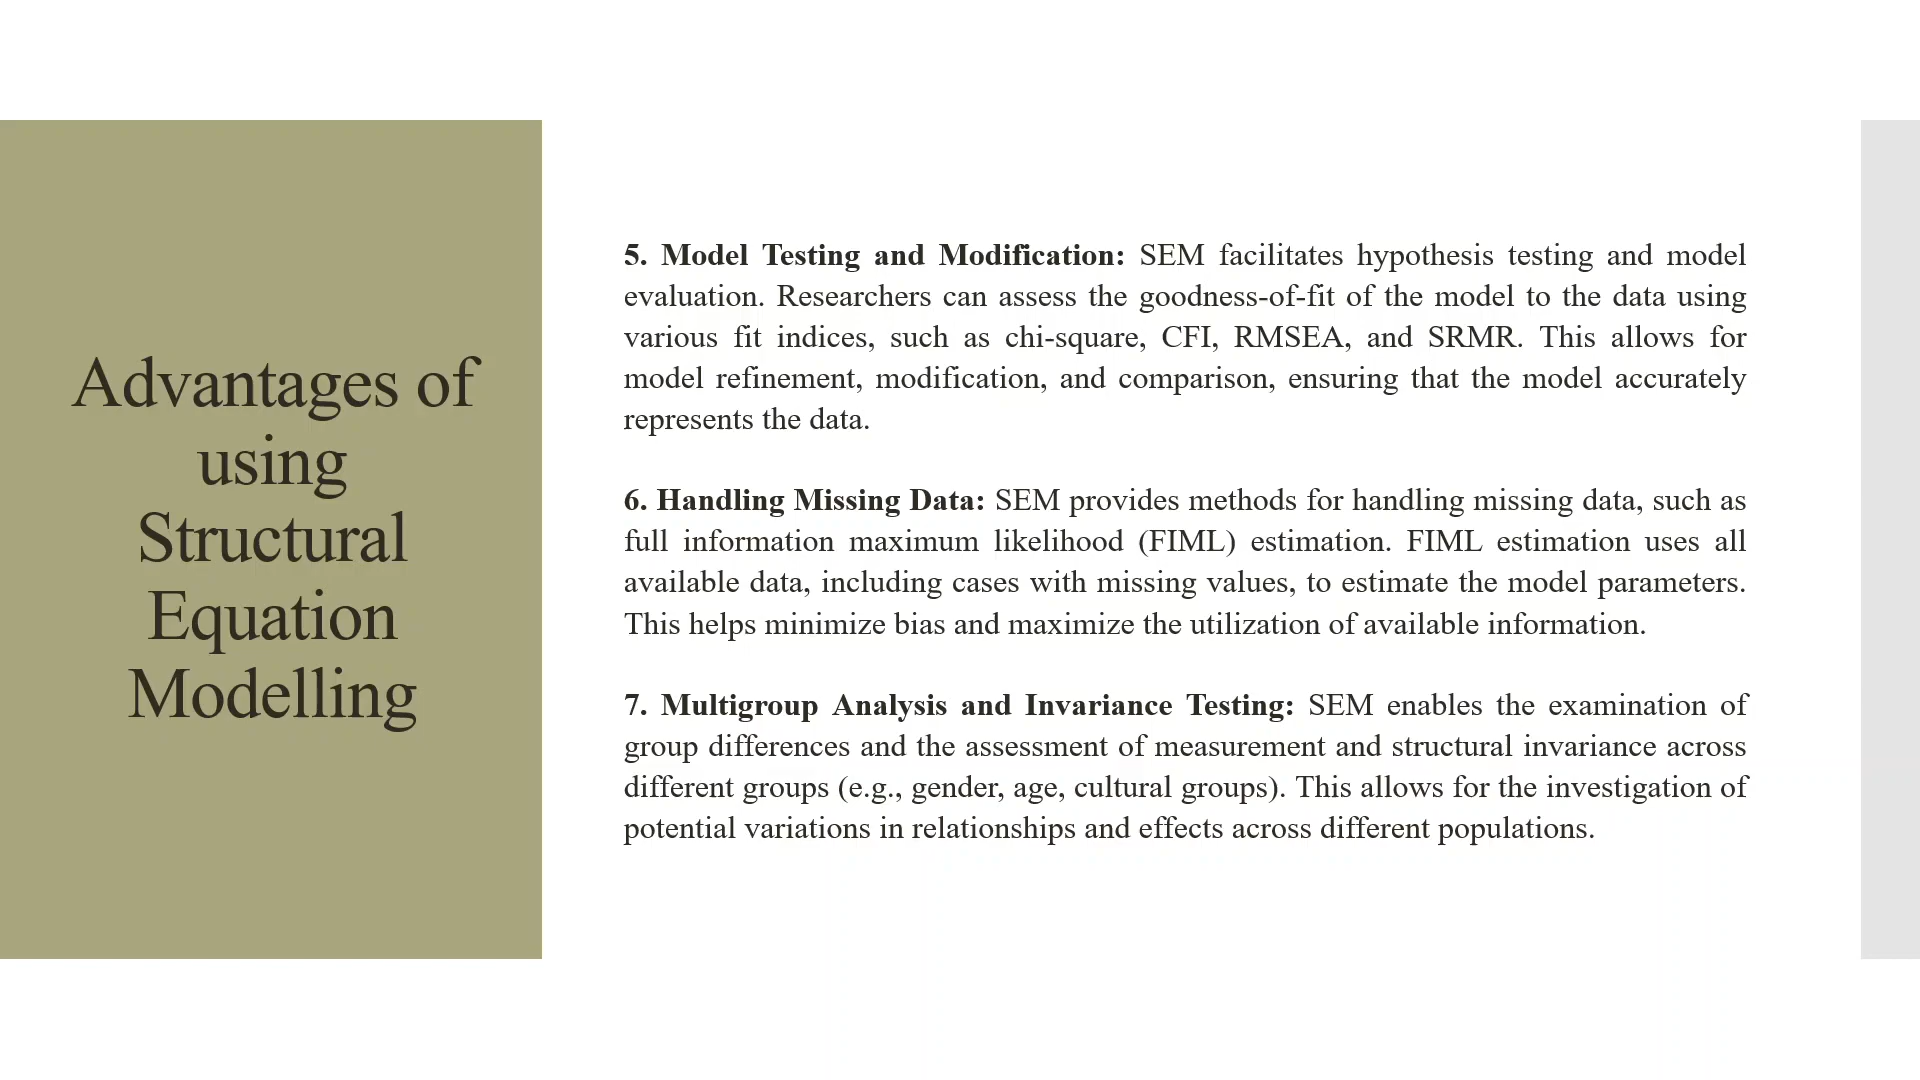 Advantages of
using
Structural
Equation
Modelling
5. Model Testing and Modification: SEM facilitates hypothesis testing and model
evaluation. Researchers can assess the goodness-of-fit of the model to the data using
various fit indices, such as chi-square, CFI, RMSEA, and SRMR. This allows for
model refinement, modification, and comparison, ensuring that the model accurately
represents the data.
6. Handling Missing Data: SEM provides methods for handling missing data, such as
full information maximum likelihood (FIML) estimation. FIML estimation uses all
available data, including cases with missing values, to estimate the model parameters.
This helps minimize bias and maximize the utilization of available information.
7. Multigroup Analysis and Invariance Testing: SEM enables the examination of
group differences and the assessment of measurement and structural invariance across
different groups (e.g., gender, age, cultural groups). This allows for the investigation of
potential variations in relationships and effects across different populations.